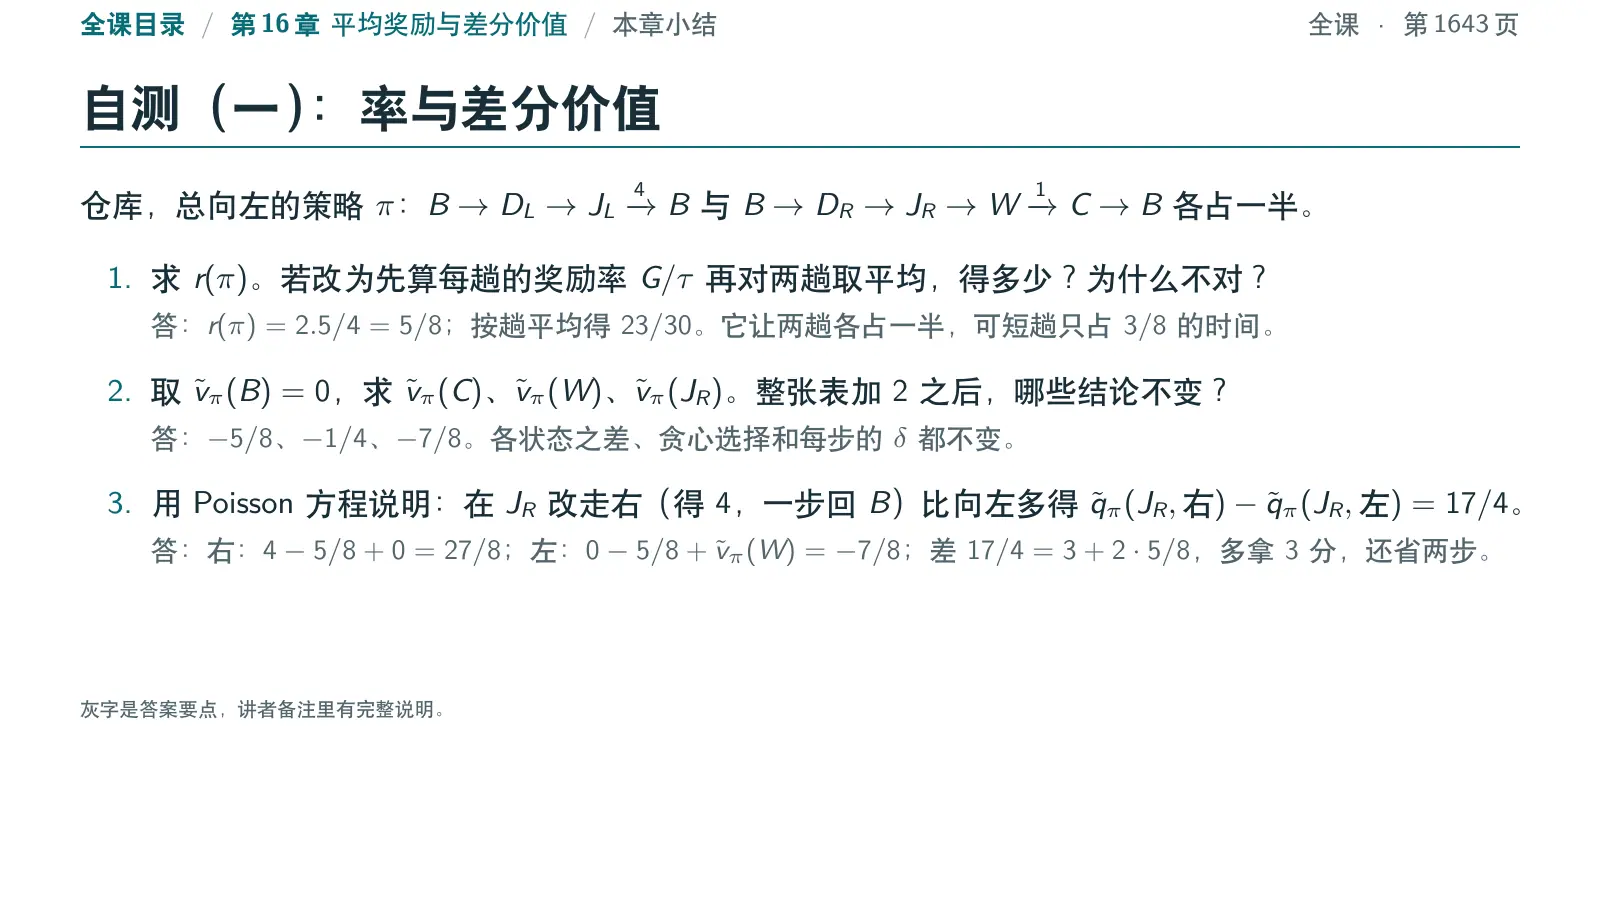 全课目录 / 第 16 章 平均奖励与差分价值 / 本章小结 全课 · 第 1643 页
自测（一）：率与差分价值
仓库，总向左的策略 π：B → D_L → J_L →^4 B 与 B → D_R → J_R → W →^1 C → B 各占一半。
1. 求 r(π)。若改为先算每趟的奖励率 G/τ 再对两趟取平均，得多少？为什么不对？
答：r(π) = 2.5/4 = 5/8；按趟平均得 23/30。它让两趟各占一半，可短趟只占 3/8 的时间。
2. 取 ṽ_π(B) = 0，求 ṽ_π(C)、ṽ_π(W)、ṽ_π(J_R)。整张表加 2 之后，哪些结论不变？
答：−5/8、−1/4、−7/8。各状态之差、贪心选择和每步的 δ 都不变。
3. 用 Poisson 方程说明：在 J_R 改走右（得 4，一步回 B）比向左多得 q̃_π(J_R, 右) − q̃_π(J_R, 左) = 17/4。
答：右：4 − 5/8 + 0 = 27/8；左：0 − 5/8 + ṽ_π(W) = −7/8；差 17/4 = 3 + 2 · 5/8，多拿 3 分，还省两步。
灰字是答案要点，讲者备注里有完整说明。